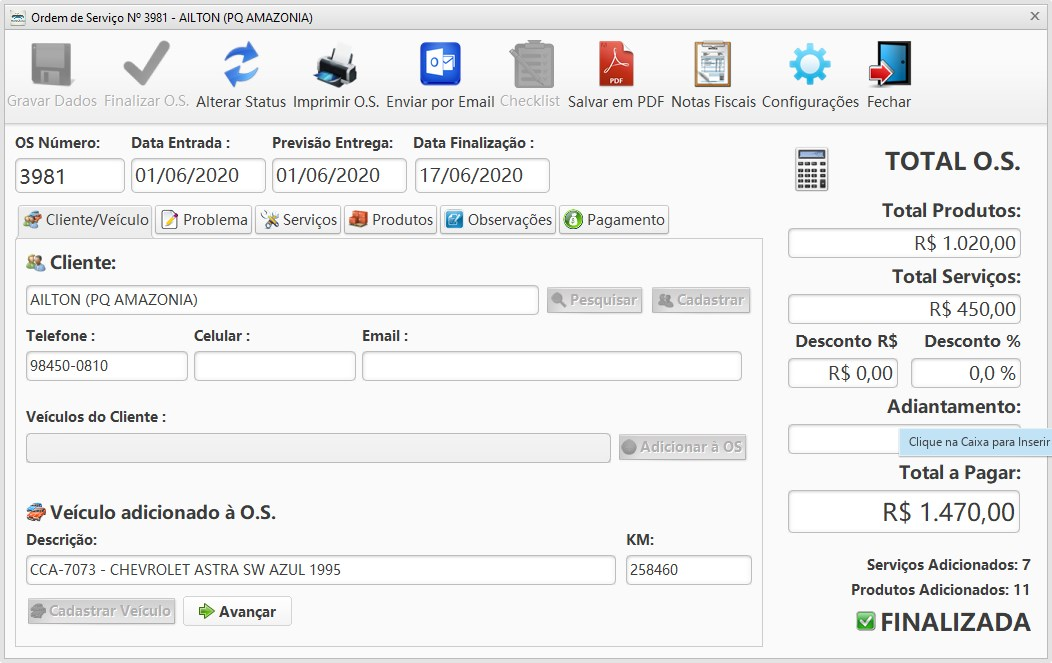 Ordem de Serviço Nº 3981 - AILTON (PQ AMAZONIA)
Gravar Dados Finalizar O.S. Alterar Status Imprimir O.S. Enviar por Email Checklist Salvar em PDF Notas Fiscais Configurações Fechar
PDF
OS Número: Data Entrada : Previsão Entrega: Data Finalização :
3981 01/06/2020 01/06/2020 17/06/2020
Cliente/Veículo Problema Serviços Produtos Observações Pagamento
Cliente:
AILTON (PQ AMAZONIA) Pesquisar Cadastrar
Telefone : Celular : Email :
98450-0810
Veículos do Cliente :
Adicionar à OS
Veículo adicionado à O.S.
Descrição: KM:
CCA-7073 - CHEVROLET ASTRA SW AZUL 1995 258460
Cadastrar Veículo Avançar
TOTAL O.S.
Total Produtos:
R$ 1.020,00
Total Serviços:
R$ 450,00
Desconto R$ Desconto %
R$ 0,00 0,0 %
Adiantamento:
Clique na Caixa para Inserir
Total a Pagar:
R$ 1.470,00
Serviços Adicionados: 7
Produtos Adicionados: 11
FINALIZADA